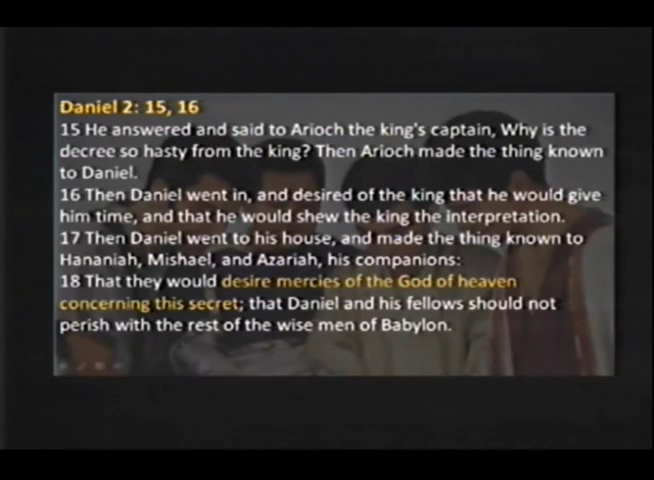 Daniel 2: 15, 16
15 He answered and said to Arioch the king's captain, Why is the
decree so hasty from the king? Then Arioch made the thing known
to Daniel.
16 Then Daniel went in, and desired of the king that he would give
him time, and that he would shew the king the interpretation.
17 Then Daniel went to his house, and made the thing known to
Hananiah, Mishael, and Azariah, his companions:
18 That they would desire mercies of the God of heaven
concerning this secret; that Daniel and his fellows should not
perish with the rest of the wise men of Babylon.